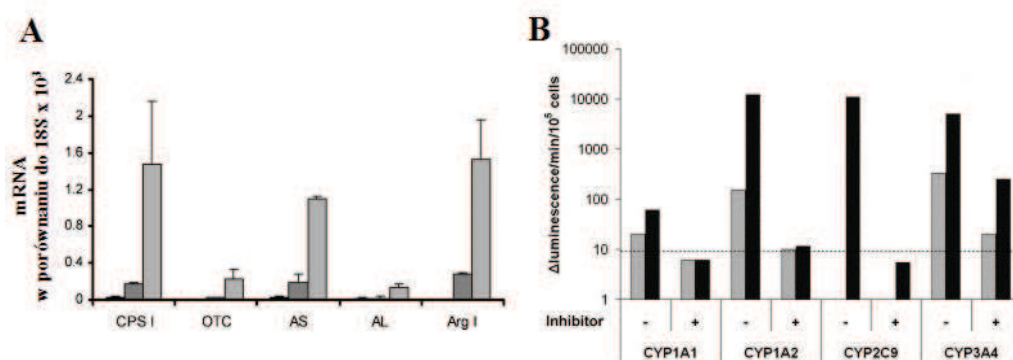 A
mRNA
w porównaniu do 18S x 10³
2.4
2
1.6
1.2
0.8
0.4
0
CPS I OTC AS AL Arg I
B
Δluminescence/min/10⁶ cells
100000
10000
1000
100
10
1
Inhibitor - + - + - + - +
CYP1A1 CYP1A2 CYP2C9 CYP3A4